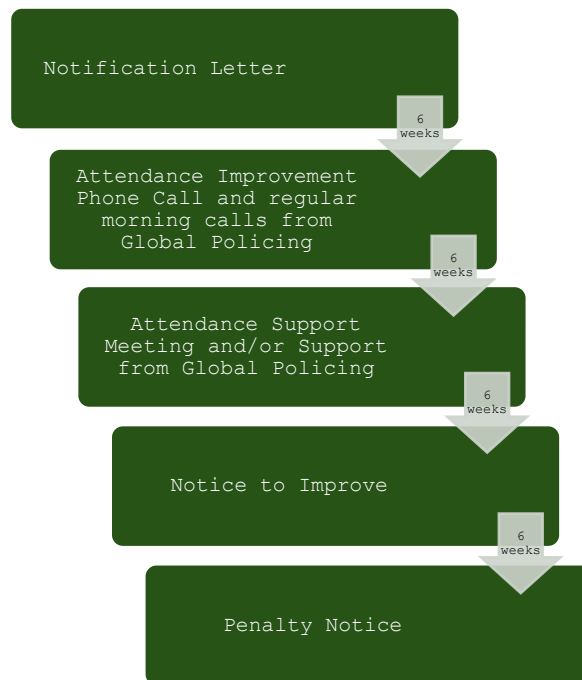 Notification Letter
6
weeks
Attendance Improvement
Phone Call and regular
morning calls from
Global Policing
6
weeks
Attendance Support
Meeting and/or Support
from Global Policing
6
weeks
Notice to Improve
6
weeks
Penalty Notice